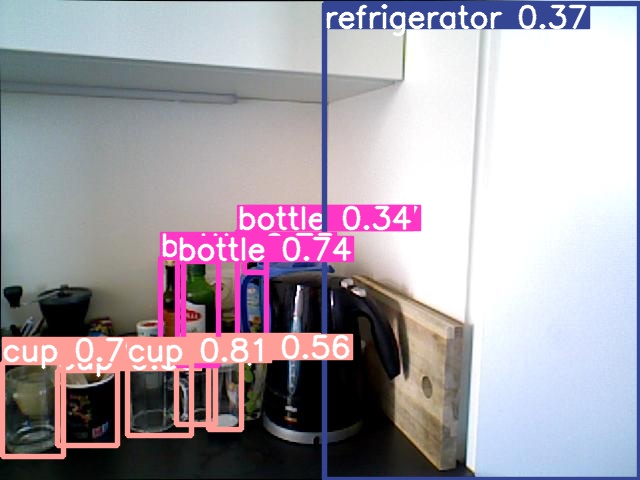 refrigerator 0.37
bottle 0.34
bottle 0.74
cup 0.7
cup 0.81
0.56